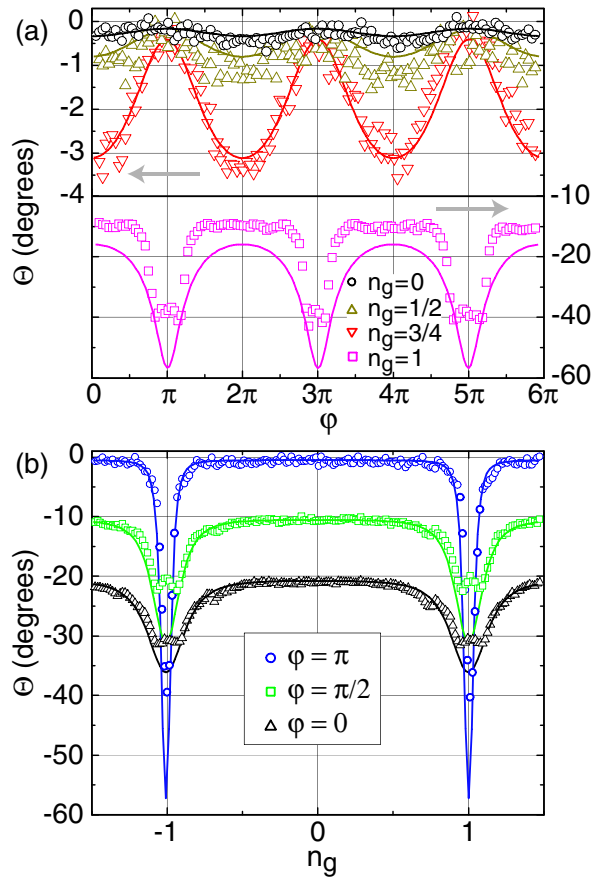 (a)
0
-1
-2
-3
-4
Θ (degrees)
-10
-20
-40
-60
n_g=0
n_g=1/2
n_g=3/4
n_g=1
0 π 2π 3π 4π 5π 6π
φ
(b)
0
-10
-20
-30
-40
-50
-60
Θ (degrees)
φ = π
φ = π/2
φ = 0
-1 0 1
n_g